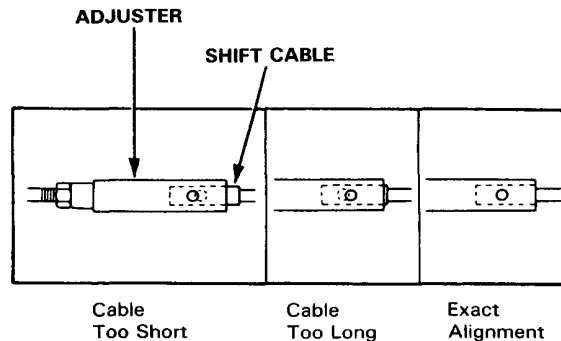 ADJUSTER
SHIFT CABLE
Cable
Too Short
Cable
Too Long
Exact
Alignment